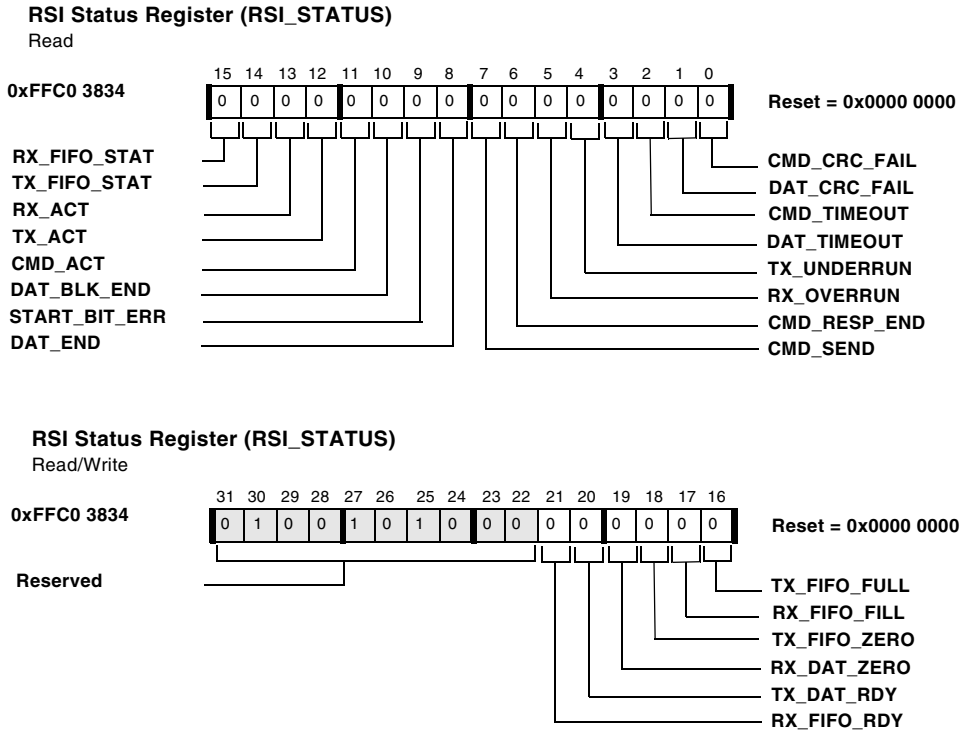 RSI Status Register (RSI_STATUS)
Read
15 14 13 12 11 10 9 8 7 6 5 4 3 2 1 0
0xFFC0 3834
0 0 0 0 0 0 0 0 0 0 0 0 0 0 0 0
Reset = 0x0000 0000
RX_FIFO_STAT
TX_FIFO_STAT
RX_ACT
TX_ACT
CMD_ACT
DAT_BLK_END
START_BIT_ERR
DAT_END
CMD_CRC_FAIL
DAT_CRC_FAIL
CMD_TIMEOUT
DAT_TIMEOUT
TX_UNDERRUN
RX_OVERRUN
CMD_RESP_END
CMD_SEND
RSI Status Register (RSI_STATUS)
Read/Write
31 30 29 28 27 26 25 24 23 22 21 20 19 18 17 16
0xFFC0 3834
0 1 0 0 1 0 1 0 0 0 0 0 0 0 0 0
Reset = 0x0000 0000
Reserved
TX_FIFO_FULL
RX_FIFO_FILL
TX_FIFO_ZERO
RX_DAT_ZERO
TX_DAT_RDY
RX_FIFO_RDY